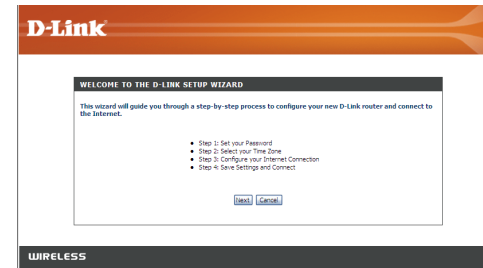 D-Link
WELCOME TO THE D-LINK SETUP WIZARD
This wizard will guide you through a step-by-step process to configure your new D-Link router and connect to
the Internet.
• Step 1: Set your Password
• Step 2: Select your Time Zone
• Step 3: Configure your Internet Connection
• Step 4: Save Settings and Connect
Next Cancel
WIRELESS